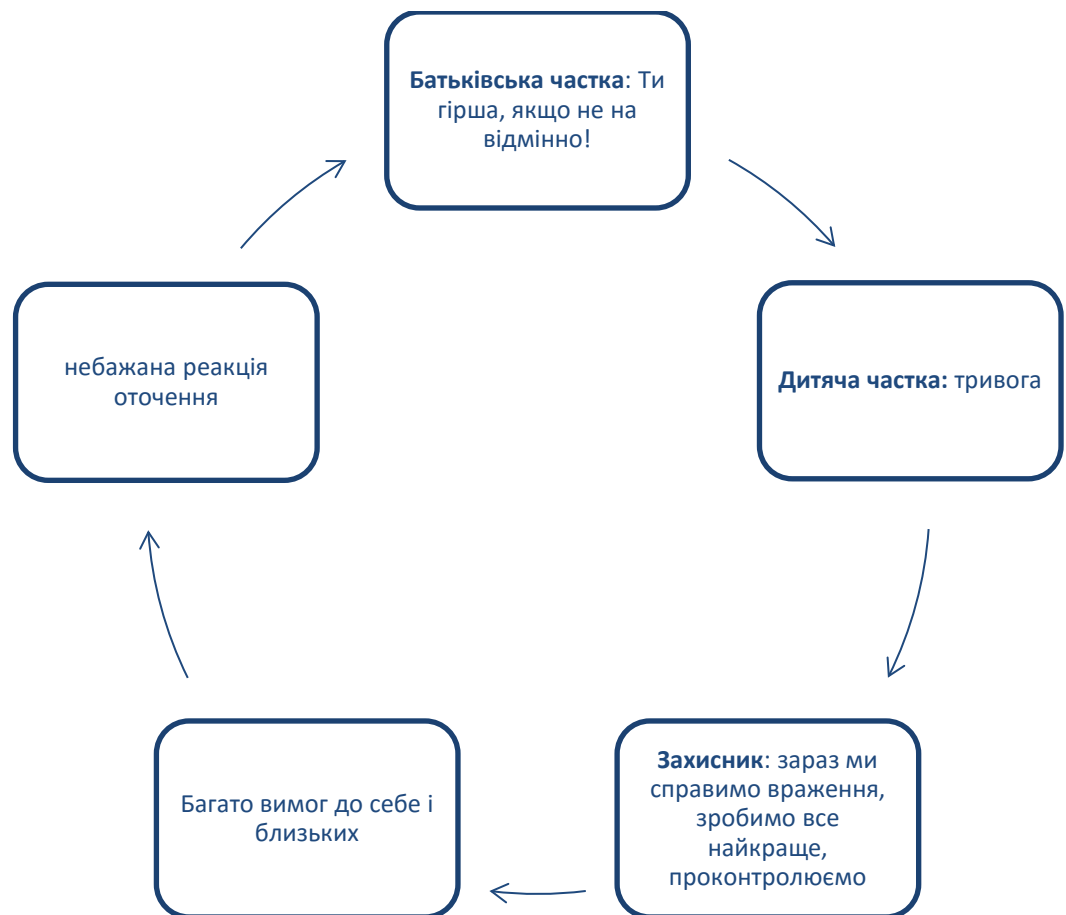 Батьківська частка: Ти
гірша, якщо не на
відмінно!
Дитяча частка: тривога
Захисник: зараз ми
справимо враження,
зробимо все
найкраще,
проконтролюємо
Багато вимог до себе і
близьких
небажана реакція
оточення